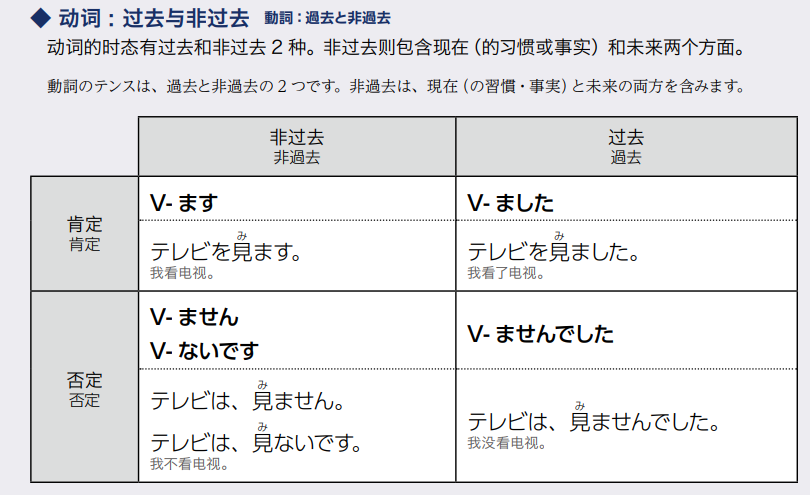 ◆ 动词：过去与非过去 動詞：過去と非過去
动词的时态有过去和非过去 2 种。非过去则包含现在（的习惯或事实）和未来两个方面。
動詞のテンスは、過去と非過去の 2 つです。非過去は、現在（の習慣・事実）と未来の両方を含みます。
非过去
非過去
过去
過去
肯定
肯定
V- ます
み
テレビを見ます。
我看电视。
V- ました
み
テレビを見ました。
我看了电视。
否定
否定
V- ません
V- ないです
み
テレビは、見ません。
み
テレビは、見ないです。
我不看电视。
V- ませんでした
み
テレビは、見ませんでした。
我没看电视。